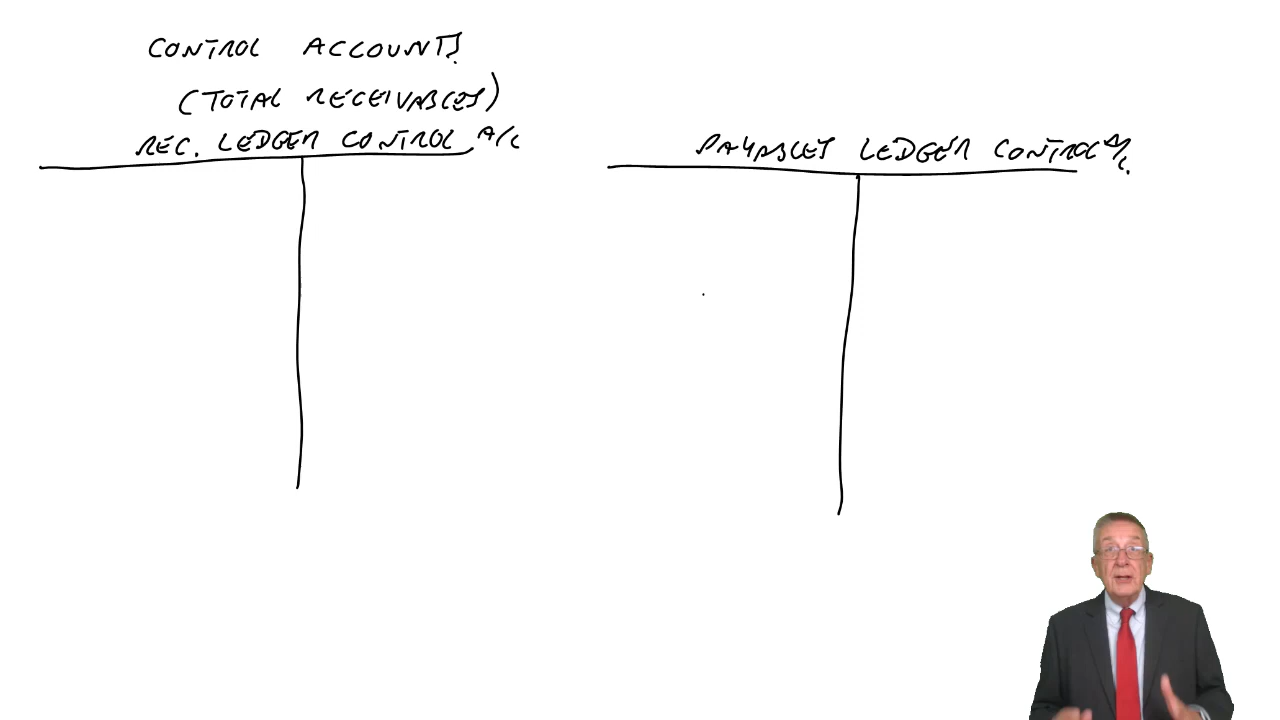 CONTROL ACCOUNTS
(TOTAL RECEIVABLES)
REC. LEDGER CONTROL A/C
PAYABLES LEDGER CONTROL A/C.